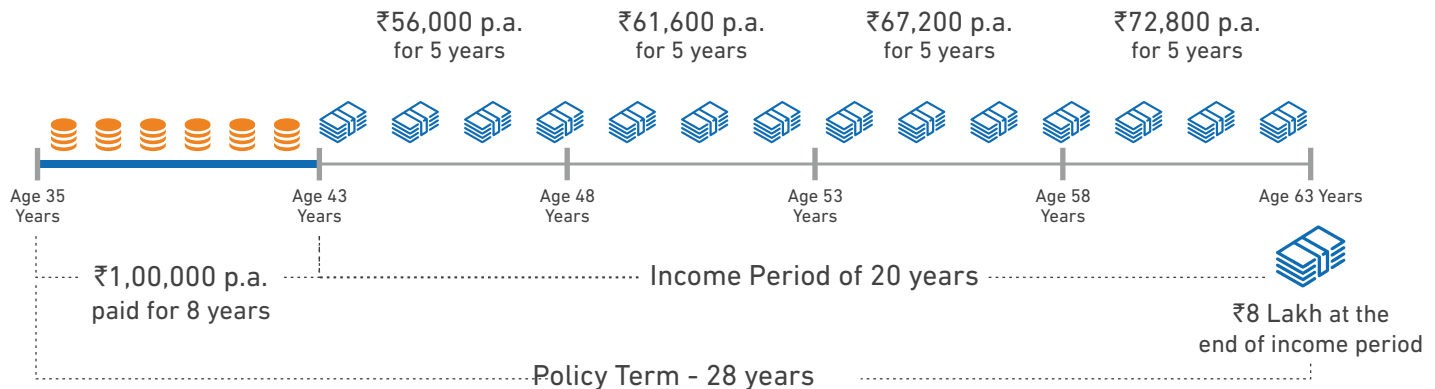 ₹56,000 p.a.
for 5 years
₹61,600 p.a.
for 5 years
₹67,200 p.a.
for 5 years
₹72,800 p.a.
for 5 years
Age 35
Years
Age 43
Years
Age 48
Years
Age 53
Years
Age 58
Years
Age 63 Years
₹1,00,000 p.a.
paid for 8 years
Income Period of 20 years
₹8 Lakh at the
end of income period
Policy Term - 28 years